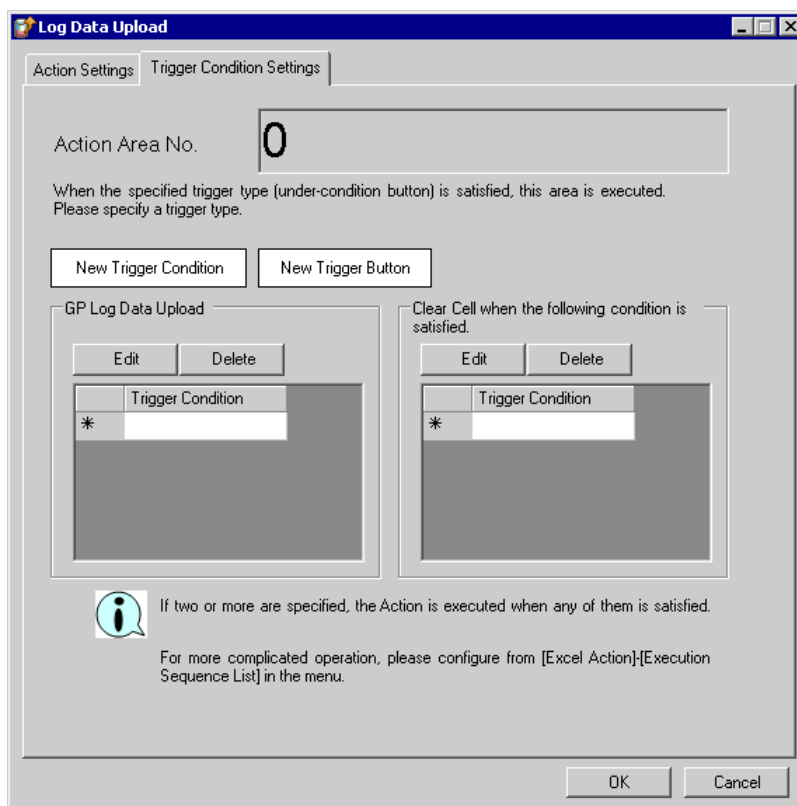 Log Data Upload
Action Settings
Trigger Condition Settings
Action Area No.
0
When the specified trigger type (under-condition button) is satisfied, this area is executed.
Please specify a trigger type.
New Trigger Condition
New Trigger Button
GP Log Data Upload
Edit
Delete
Trigger Condition
*
Clear Cell when the following condition is
satisfied.
Edit
Delete
Trigger Condition
*
If two or more are specified, the Action is executed when any of them is satisfied.
For more complicated operation, please configure from [Excel Action]-[Execution
Sequence List] in the menu.
OK
Cancel